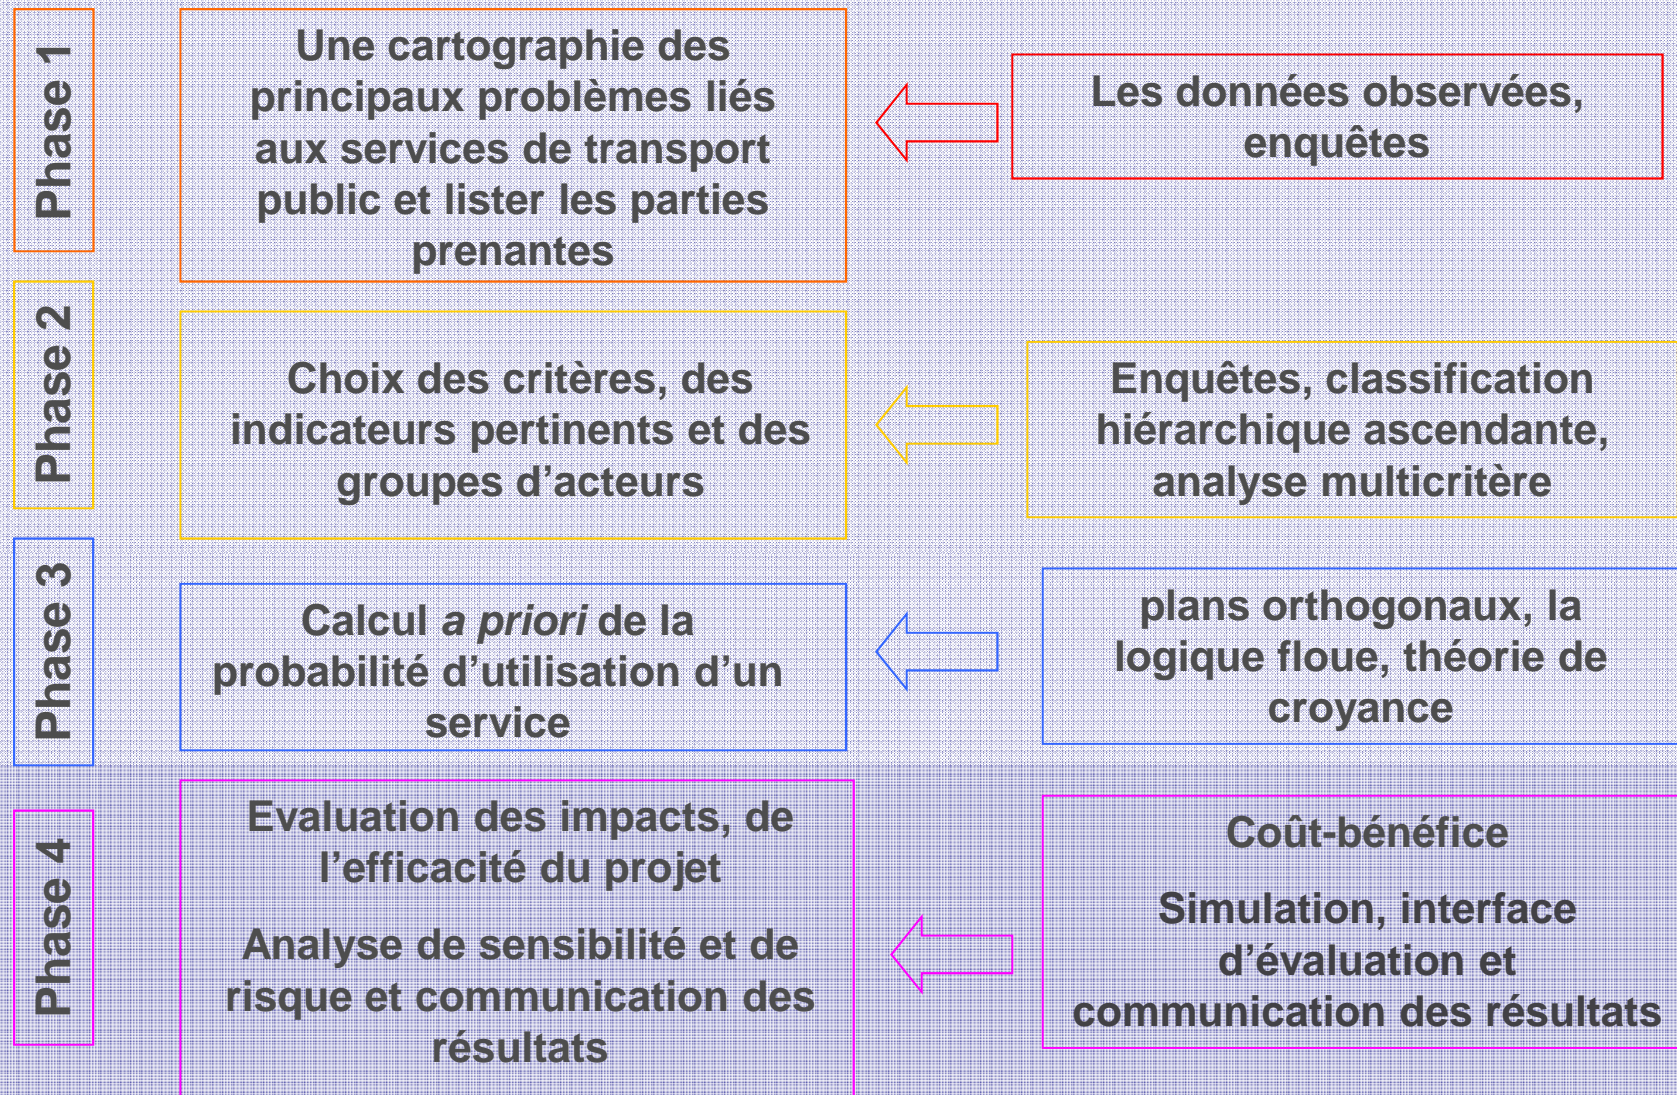 Phase 1
Une cartographie des
principaux problèmes liés
aux services de transport
public et lister les parties
prenantes
Les données observées,
enquêtes
Phase 2
Choix des critères, des
indicateurs pertinents et des
groupes d’acteurs
Enquêtes, classification
hiérarchique ascendante,
analyse multicritère
Phase 3
Calcul a priori de la
probabilité d’utilisation d’un
service
plans orthogonaux, la
logique floue, théorie de
croyance
Phase 4
Evaluation des impacts, de
l’efficacité du projet
Analyse de sensibilité et de
risque et communication des
résultats
Coût-bénéfice
Simulation, interface
d’évaluation et
communication des résultats